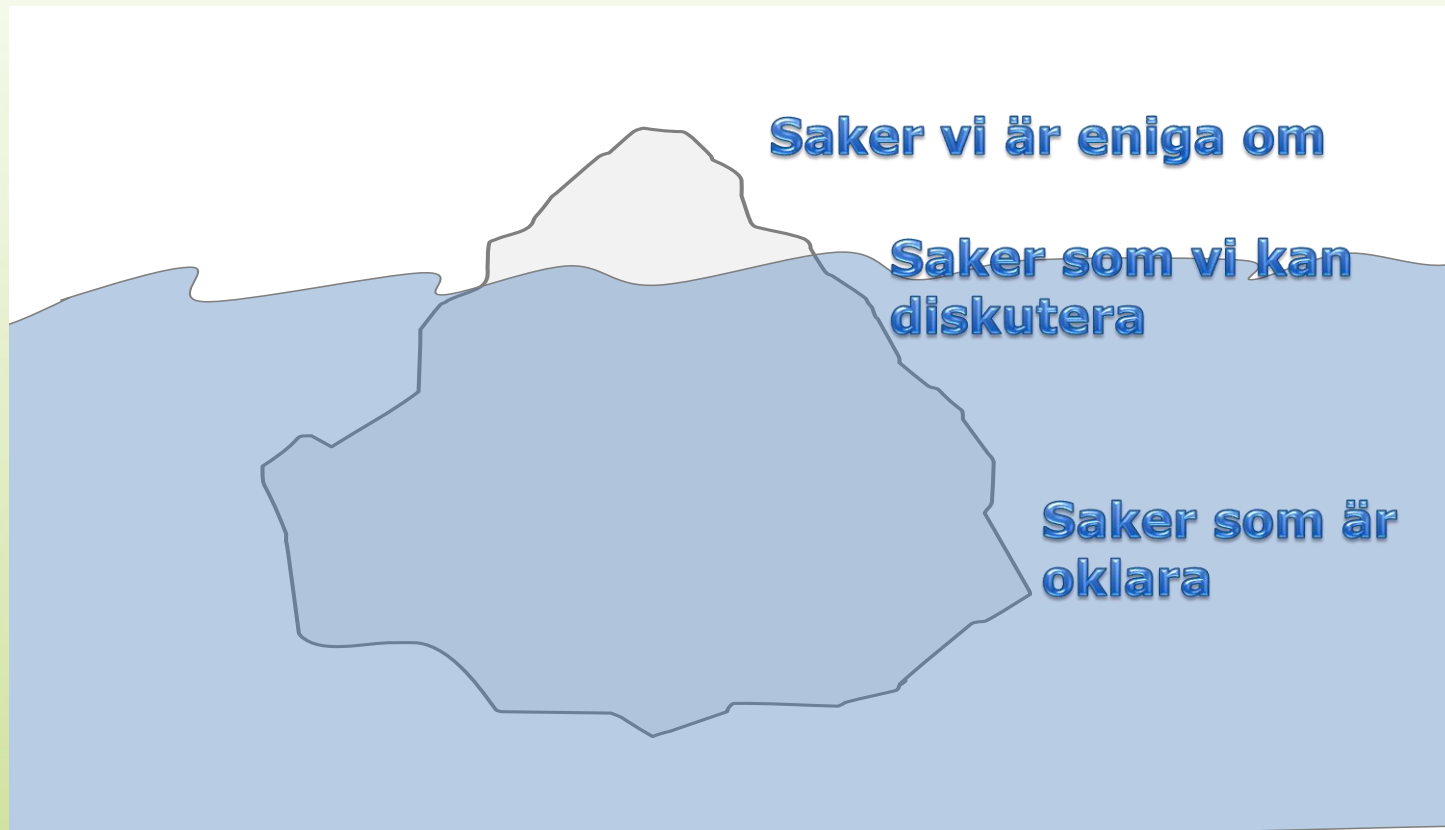 Saker vi är eniga om
Saker som vi kan
diskutera
Saker som är
oklara